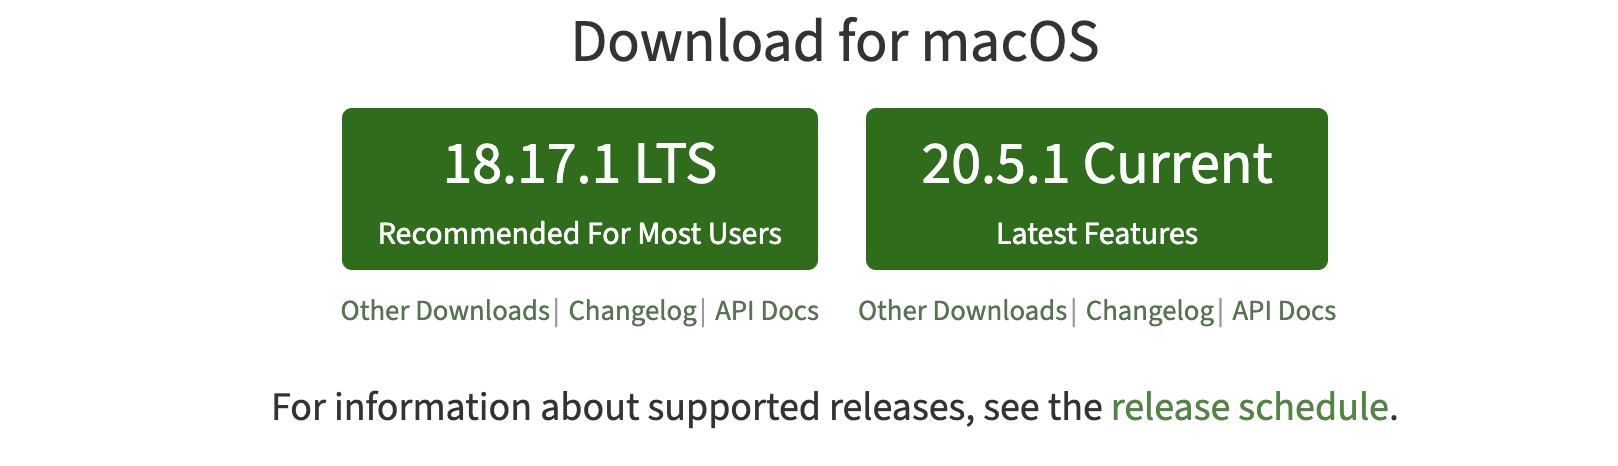 Download for macOS
18.17.1 LTS
Recommended For Most Users
20.5.1 Current
Latest Features
Other Downloads| Changelog| API Docs
Other Downloads| Changelog| API Docs
For information about supported releases, see the release schedule.